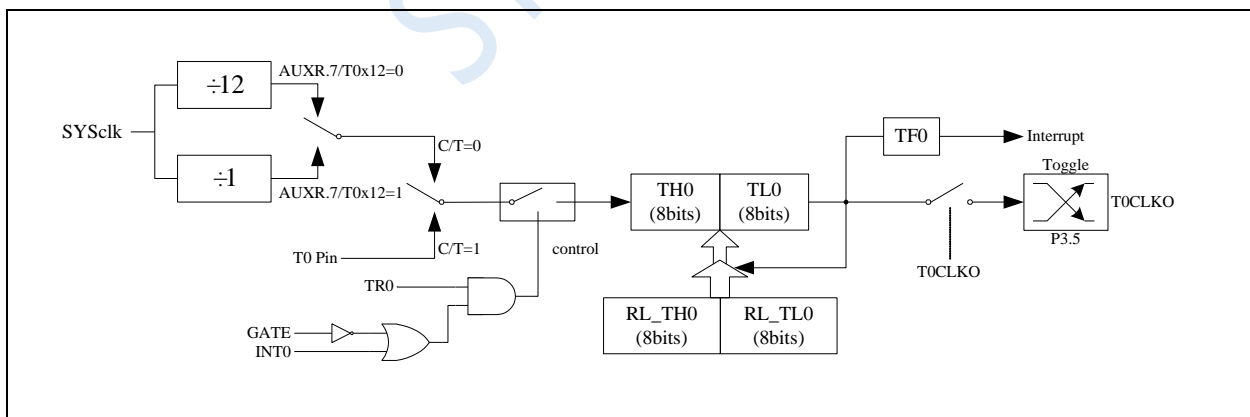 ÷12
AUXR.7/T0x12=0
SYSclk
÷1
AUXR.7/T0x12=1
C/T=0
T0 Pin
C/T=1
control
TR0
GATE
INT0
TH0
(8bits)
TL0
(8bits)
RL_TH0
(8bits)
RL_TL0
(8bits)
TF0
Interrupt
Toggle
T0CLKO
P3.5
T0CLKO